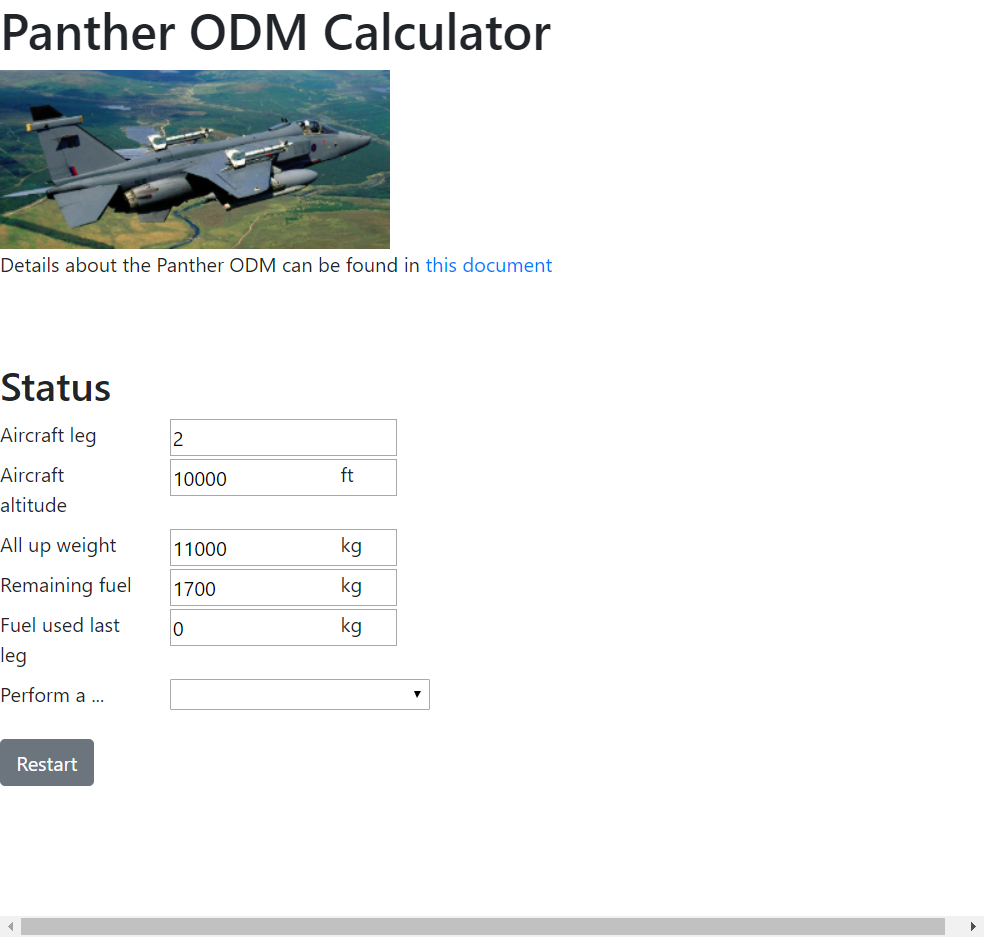 Panther ODM Calculator
Details about the Panther ODM can be found in this document
Status
Aircraft leg
2
Aircraft
altitude
10000 ft
All up weight
11000 kg
Remaining fuel
1700 kg
Fuel used last
leg
0 kg
Perform a ...
Restart